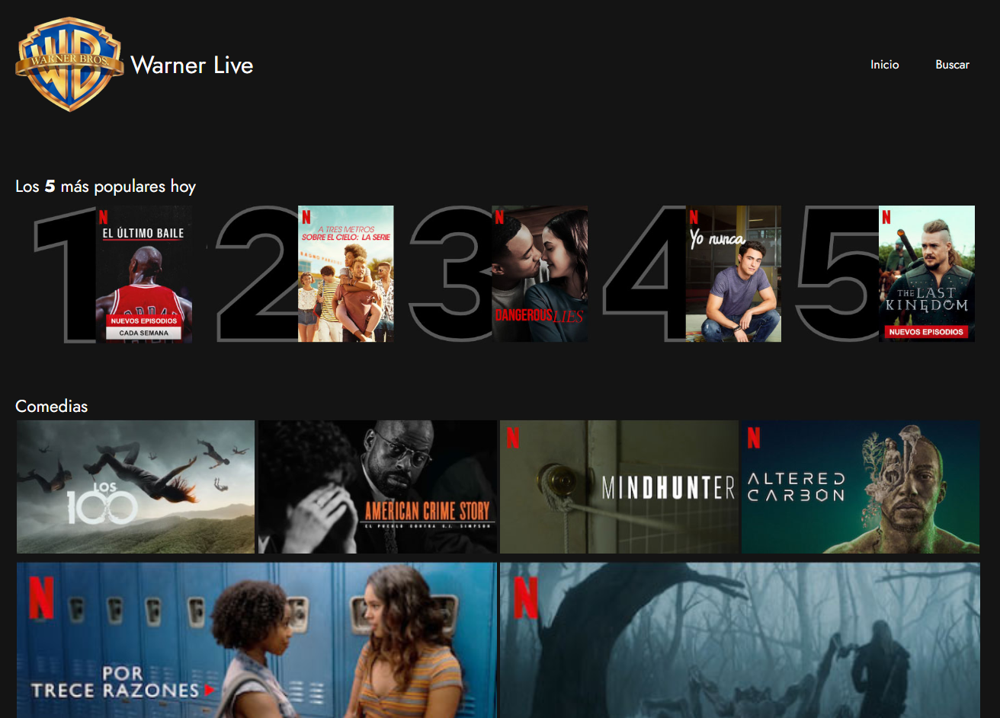 WARNER BROS.
Warner Live
Inicio
Buscar
Los 5 más populares hoy
1
N
EL ÚLTIMO BAILE
NUEVOS EPISODIOS
CADA SEMANA
2
N
A TRES METROS
SOBRE EL CIELO: LA SERIE
3
N
DANGEROUS LIES
4
N
Yo nunca
5
N
THE LAST
KINGDOM
NUEVOS EPISODIOS
Comedias
LOS
100
AMERICAN CRIME STORY
EL PUEBLO CONTRA O.J. SIMPSON
N
MINDHUNTER
N
ALTERED
CARBON
N
POR
TRECE RAZONES
N